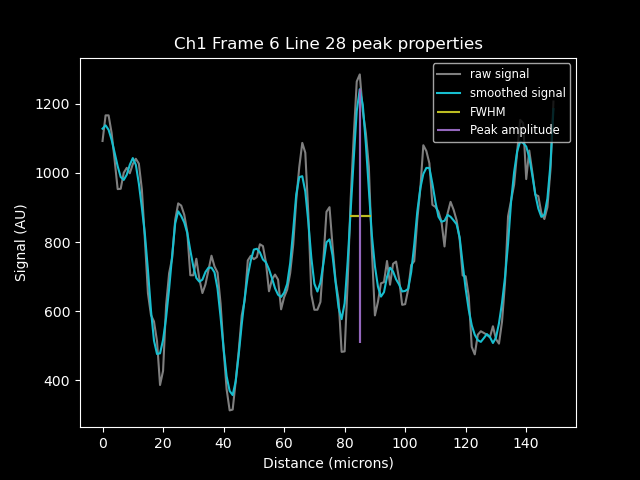 Ch1 Frame 6 Line 28 peak properties
raw signal
smoothed signal
FWHM
Peak amplitude
Signal (AU)
1200
1000
800
600
400
0 20 40 60 80 100 120 140
Distance (microns)